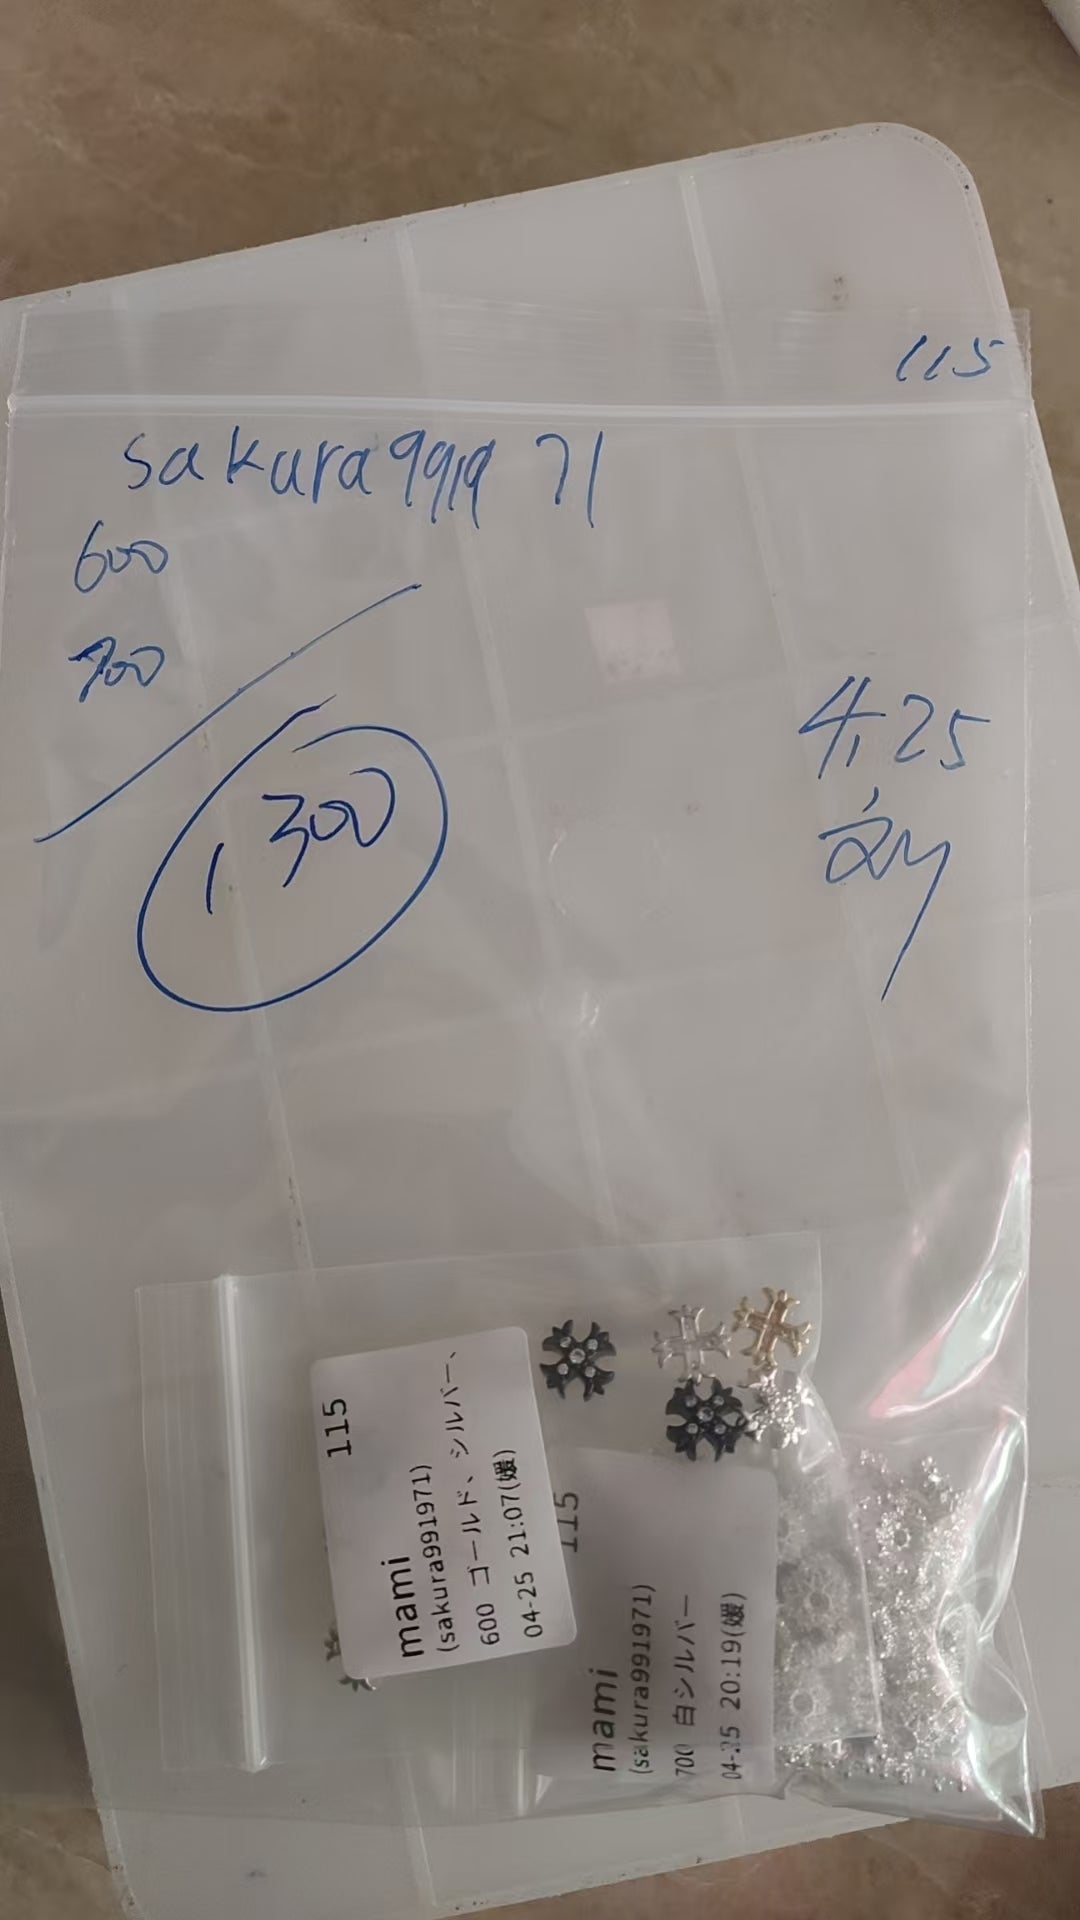 115
sakura991971
600
700
1,300
4,25
115
mami
(sakura991971)
600 ゴールド、シルバー、
04-25 21:07(媛)
115
mami
(sakura991971)
700 白シルバー
04-25 20:19(媛)